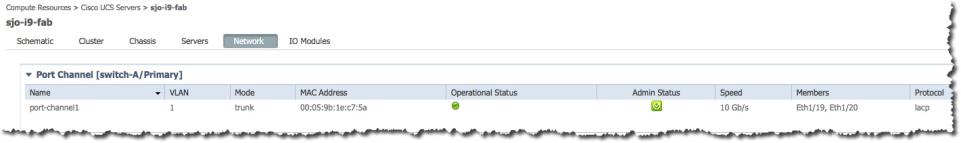 Compute Resources > Cisco UCS Servers > sjo-i9-fab
sjo-i9-fab
Schematic Cluster Chassis Servers Network IO Modules
Port Channel [switch-A/Primary]
Name VLAN Mode MAC Address Operational Status Admin Status Speed Members Protocol
port-channel1 1 trunk 00:05:9b:1e:c7:5a 10 Gb/s Eth1/19, Eth1/20 lacp